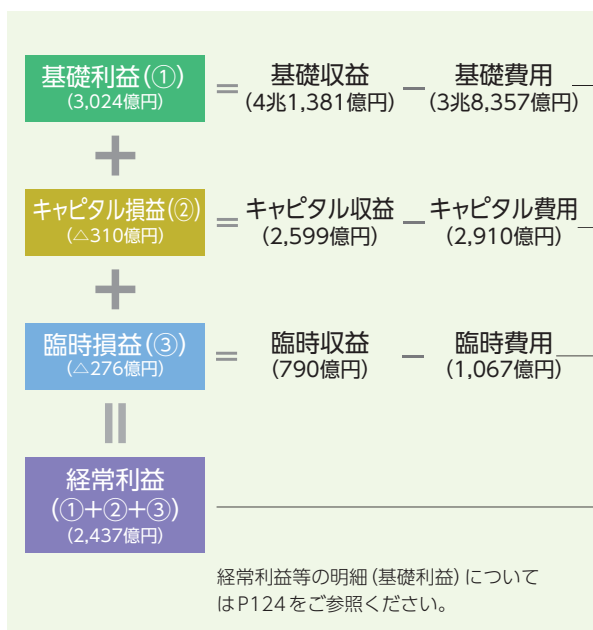 基礎利益(①) = 基礎収益 − 基礎費用
(3,024億円) (4兆1,381億円) (3兆8,357億円)
+
キャピタル損益(②) = キャピタル収益 − キャピタル費用
(△310億円) (2,599億円) (2,910億円)
+
臨時損益(③) = 臨時収益 − 臨時費用
(△276億円) (790億円) (1,067億円)
||
経常利益
(①+②+③)
(2,437億円)
経常利益等の明細(基礎利益)について
はP124をご参照ください。